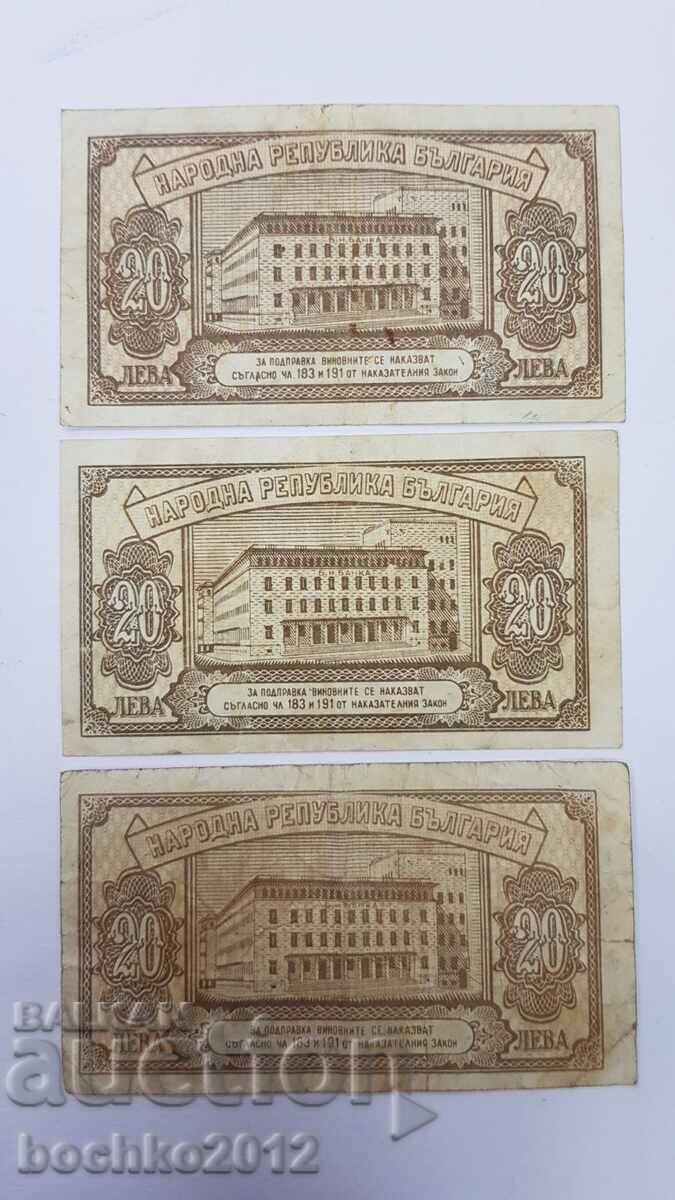 НАРОДНА РЕПУБЛИКА БЪЛГАРИЯ
Б.Н.БАНКА
20 20
ЛЕВА ЛЕВА
ЗА ПОДПРАВКА ВИНОВНИТЕ СЕ НАКАЗВАТ
СЪГЛАСНО ЧЛ 183 И 191 ОТ НАКАЗАТЕЛНИЯ ЗАКОН
НАРОДНА РЕПУБЛИКА БЪЛГАРИЯ
Б.Н.БАНКА
20 20
ЛЕВА ЛЕВА
ЗА ПОДПРАВКА ВИНОВНИТЕ СЕ НАКАЗВАТ
СЪГЛАСНО ЧЛ 183 И 191 ОТ НАКАЗАТЕЛНИЯ ЗАКОН
НАРОДНА РЕПУБЛИКА БЪЛГАРИЯ
20 20
ЛЕВА ЛЕВА
ЗА ПОДПРАВКА ВИНОВНИТЕ СЕ НАКАЗВАТ
СЪГЛАСНО ЧЛ 183 И 191 ОТ НАКАЗАТЕЛНИЯ ЗАКОН
БАЛКАН
auction
bochko2012